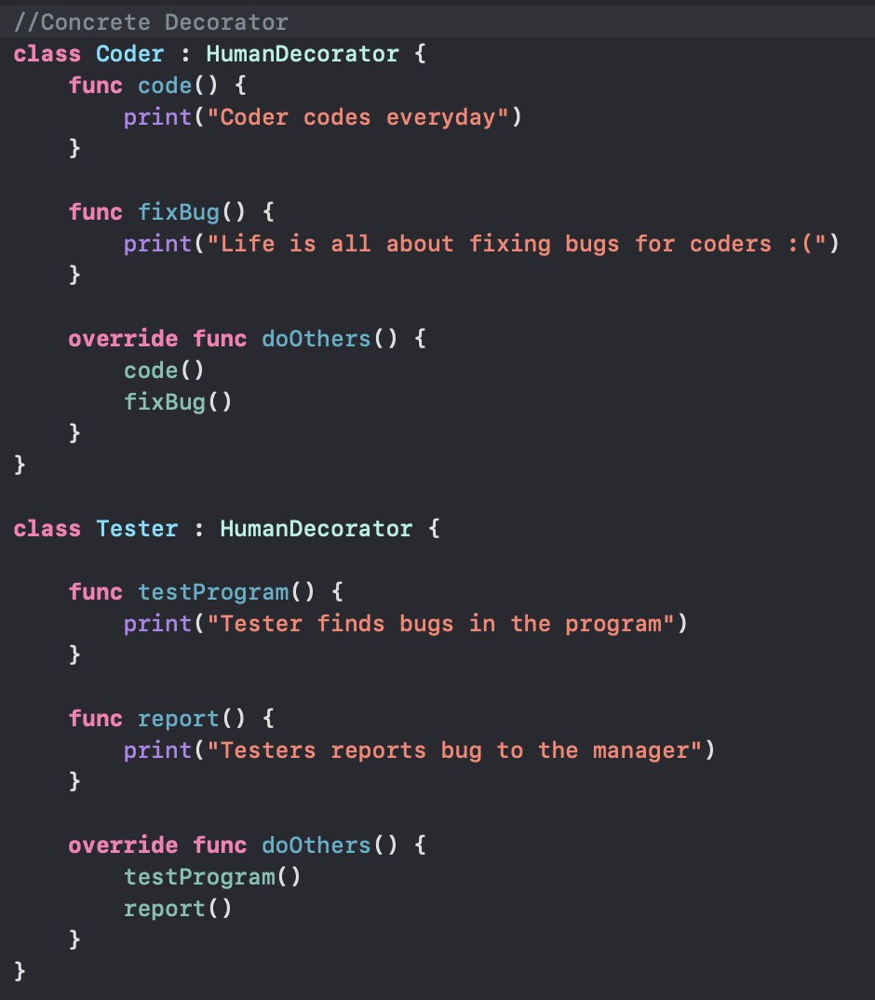 //Concrete Decorator
class Coder : HumanDecorator {
    func code() {
        print("Coder codes everyday")
    }

    func fixBug() {
        print("Life is all about fixing bugs for coders :(")
    }

    override func doOthers() {
        code()
        fixBug()
    }
}

class Tester : HumanDecorator {

    func testProgram() {
        print("Tester finds bugs in the program")
    }

    func report() {
        print("Testers reports bug to the manager")
    }

    override func doOthers() {
        testProgram()
        report()
    }
}